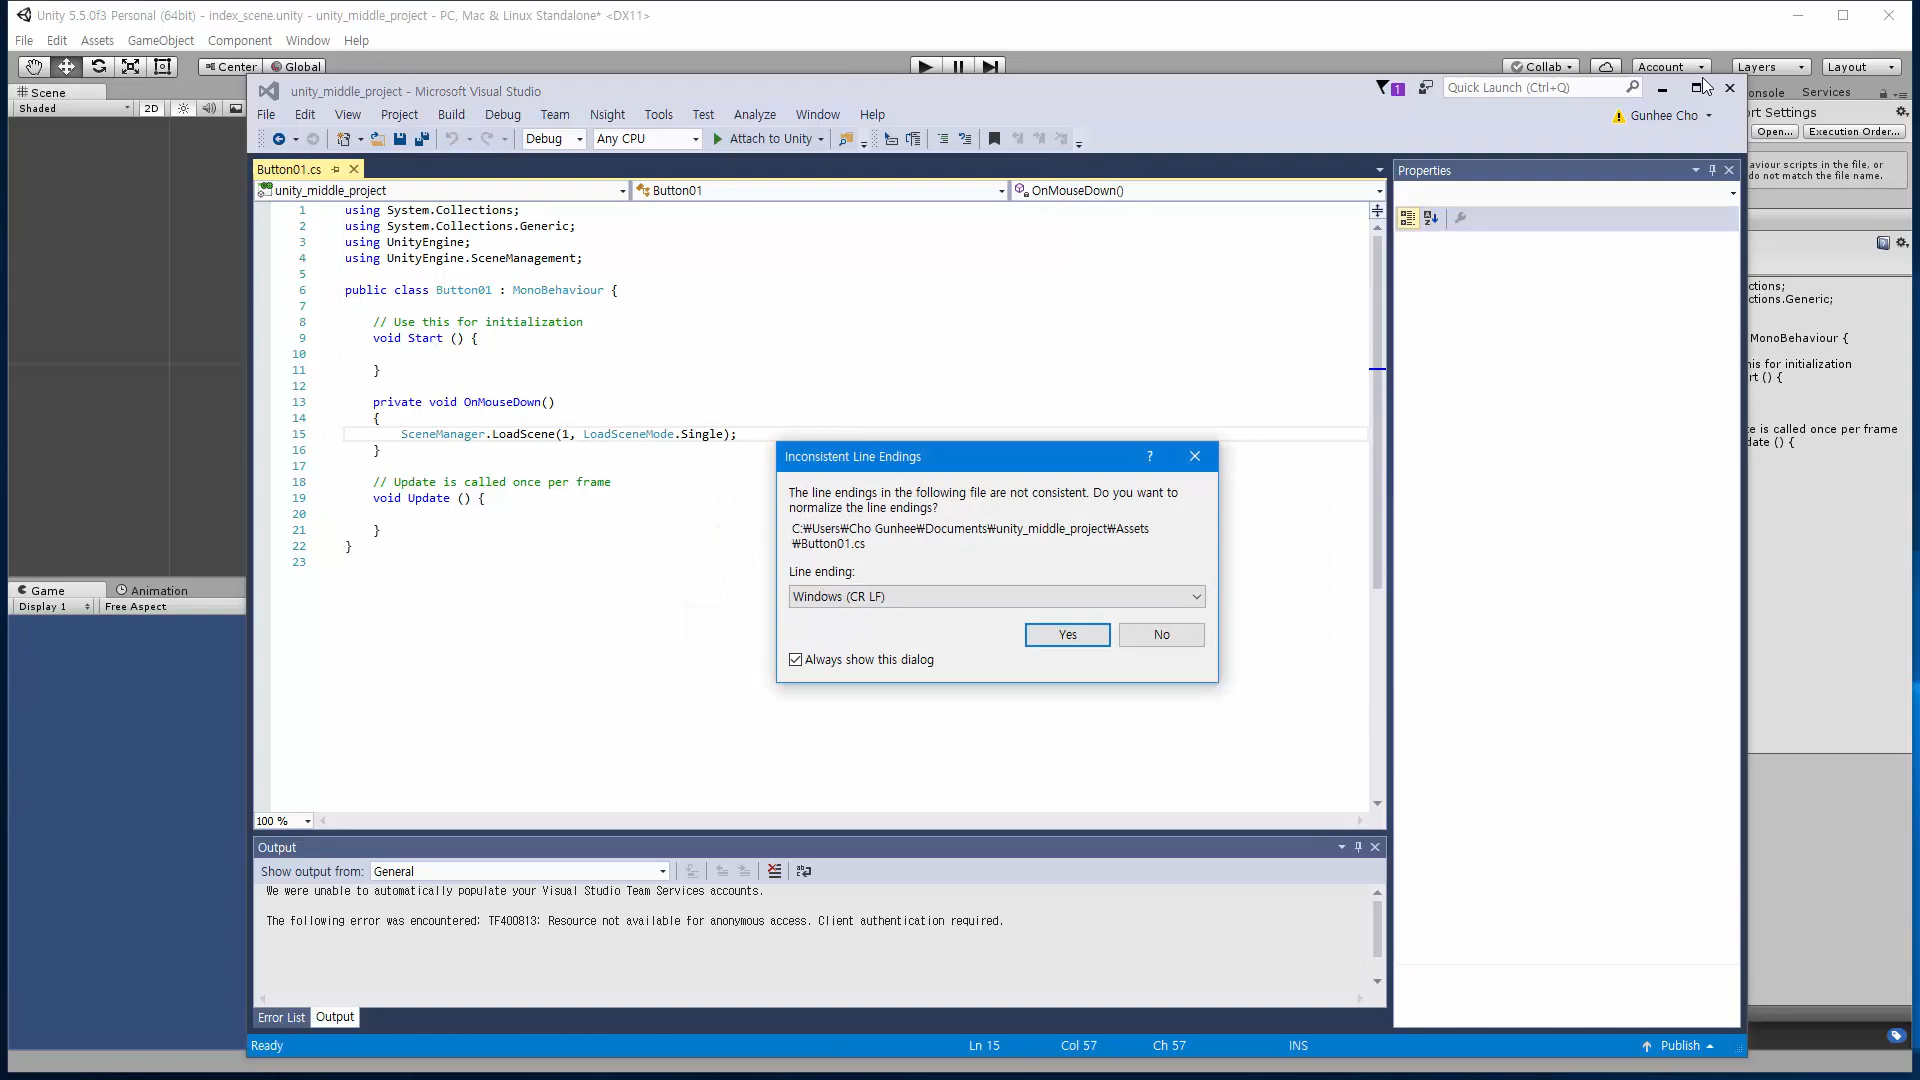 Unity 5.5.0f3 Personal (64bit) - index_scene.unity - unity_middle_project - PC, Mac & Linux Standalone* <DX11>
File Edit Assets GameObject Component Window Help
Center Global Collab Account Layers Layout
Scene
Shaded 2D
unity_middle_project - Microsoft Visual Studio
1 Quick Launch (Ctrl+Q)
File Edit View Project Build Debug Team Nsight Tools Test Analyze Window Help
Gunhee Cho
Debug Any CPU Attach to Unity
Button01.cs
unity_middle_project Button01 OnMouseDown()
1 using System.Collections;
2 using System.Collections.Generic;
3 using UnityEngine;
4 using UnityEngine.SceneManagement;
5
6 public class Button01 : MonoBehaviour {
7
8 // Use this for initialization
9 void Start () {
10
11 }
12
13 private void OnMouseDown()
14 {
15 SceneManager.LoadScene(1, LoadSceneMode.Single);
16 }
17
18 // Update is called once per frame
19 void Update () {
20
21 }
22 }
23
100 %
Inconsistent Line Endings ?
The line endings in the following file are not consistent. Do you want to
normalize the line endings?
C:₩Users₩Cho Gunhee₩Documents₩unity_middle_project₩Assets
₩Button01.cs
Line ending:
Windows (CR LF)
Yes No
Always show this dialog
Properties
onsole Services
ort Settings
Open... Execution Order...
aviour scripts in the file, or
do not match the file name.
ctions;
ctions.Generic;
MonoBehaviour {
his for initialization
rt () {
te is called once per frame
date () {
Game Animation
Display 1 Free Aspect
Output
Show output from: General
We were unable to automatically populate your Visual Studio Team Services accounts.
The following error was encountered: TF400813: Resource not available for anonymous access. Client authentication required.
Error List Output
Ready Ln 15 Col 57 Ch 57 INS Publish